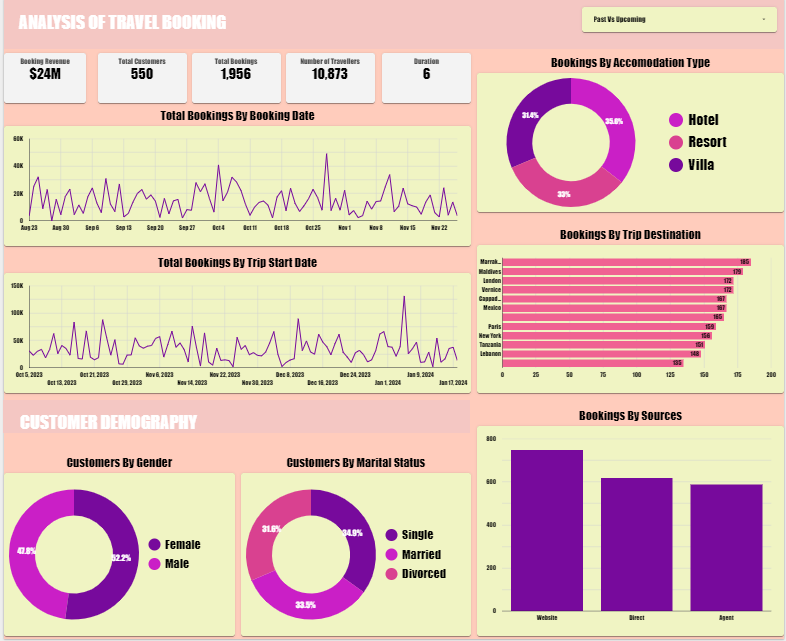 ANALYSIS OF TRAVEL BOOKING
Past Vs Upcoming
Booking Revenue
$24M
Total Customers
550
Total Bookings
1,956
Number of Travellers
10,873
Duration
6
Total Bookings By Booking Date
60K
40K
20K
0
Aug 23 Aug 30 Sep 6 Sep 13 Sep 20 Sep 27 Oct 4 Oct 11 Oct 18 Oct 25 Nov 1 Nov 8 Nov 15 Nov 22
Total Bookings By Trip Start Date
150K
100K
50K
0
Oct 5, 2023 Oct 21, 2023 Nov 6, 2023 Nov 22, 2023 Dec 8, 2023 Dec 24, 2023 Jan 9, 2024
Oct 13, 2023 Oct 29, 2023 Nov 14, 2023 Nov 30, 2023 Dec 16, 2023 Jan 1, 2024 Jan 17, 2024
Bookings By Accomodation Type
31.4%
35.6%
33%
Hotel
Resort
Villa
Bookings By Trip Destination
Marrak... 185
Maldives 179
London 172
Vernice 172
Cappad... 167
Mexico 167
165
Paris 159
New York 156
Tanzania 151
Lebanon 148
135
0 25 50 75 100 125 150 175 200
CUSTOMER DEMOGRAPHY
Customers By Gender
47.8%
52.2%
Female
Male
Customers By Marital Status
31.6%
34.9%
33.5%
Single
Married
Divorced
Bookings By Sources
800
600
400
200
0
Website Direct Agent